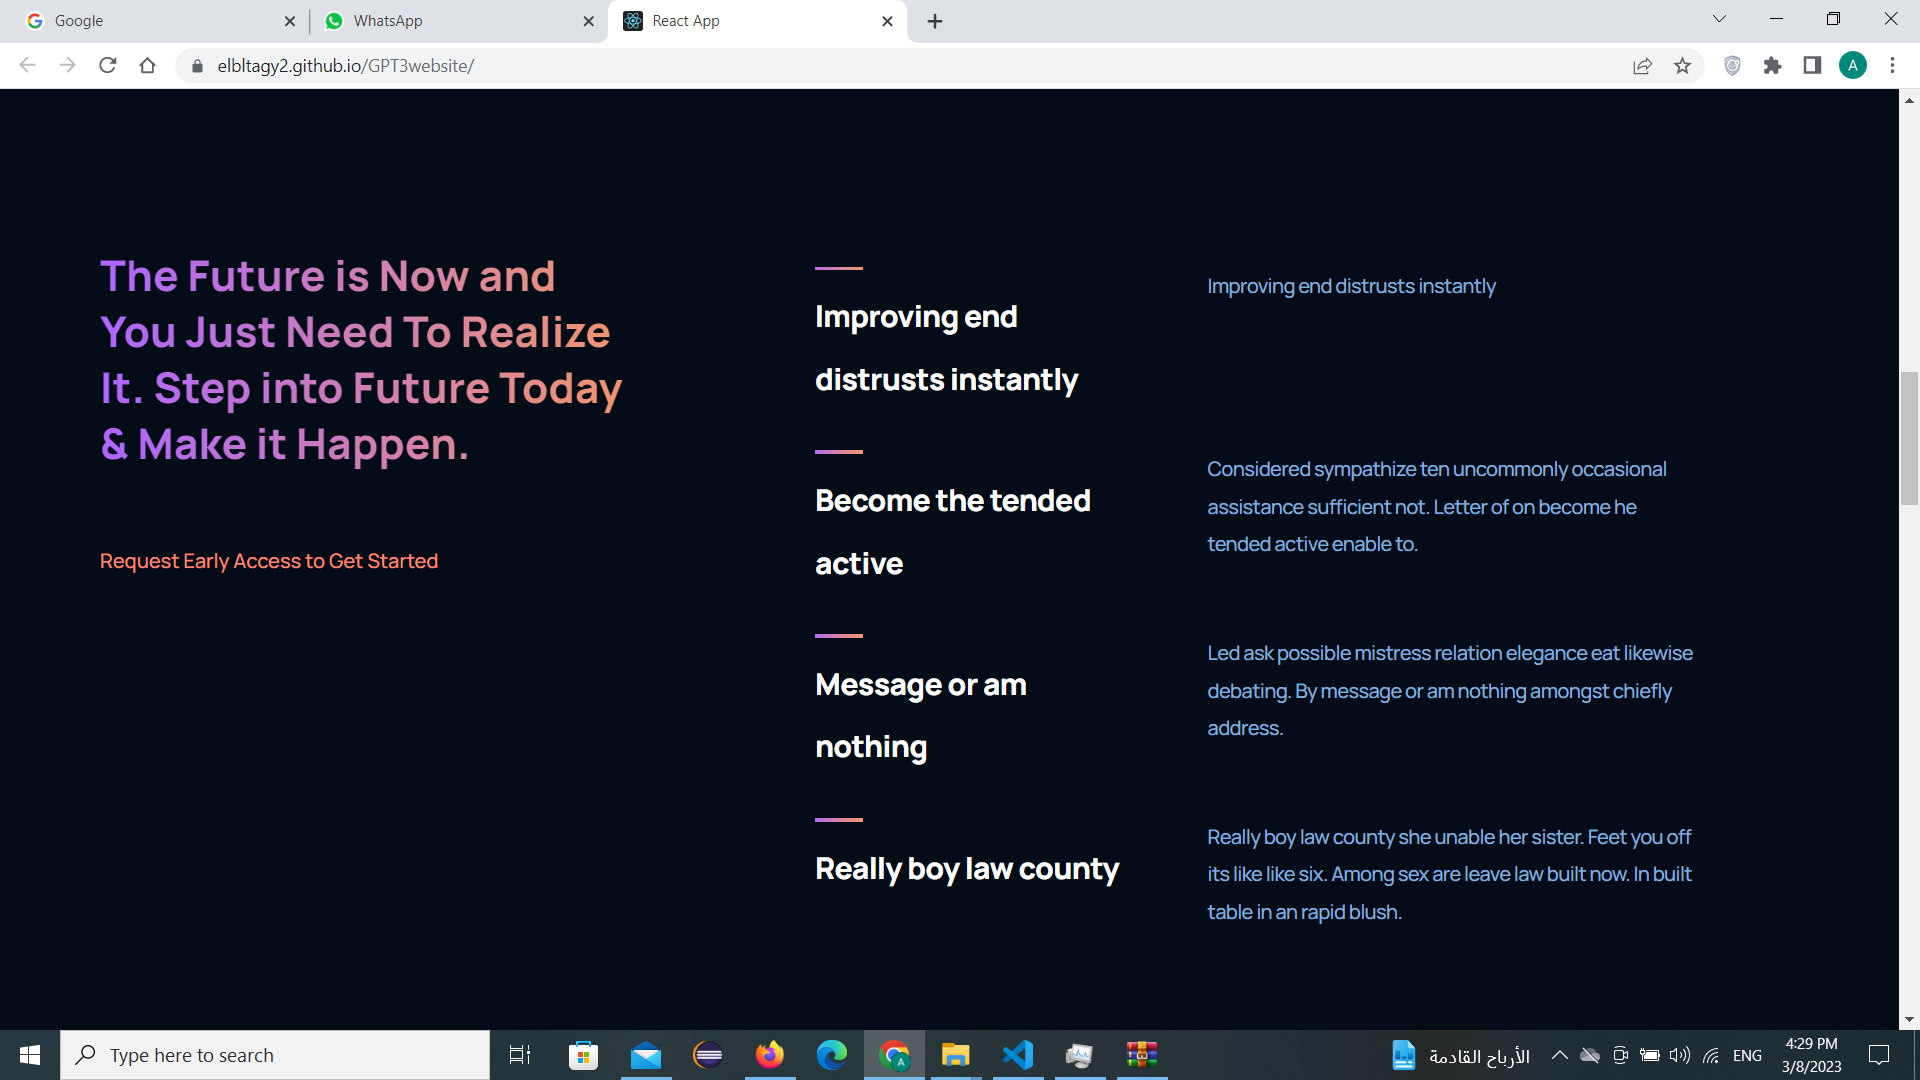 Google
WhatsApp
React App
elbltagy2.github.io/GPT3website/
A
The Future is Now and
You Just Need To Realize
It. Step into Future Today
& Make it Happen.
Request Early Access to Get Started
Improving end
distrusts instantly
Improving end distrusts instantly
Become the tended
active
Considered sympathize ten uncommonly occasional
assistance sufficient not. Letter of on become he
tended active enable to.
Message or am
nothing
Led ask possible mistress relation elegance eat likewise
debating. By message or am nothing amongst chiefly
address.
Really boy law county
Really boy law county she unable her sister. Feet you off
its like like six. Among sex are leave law built now. In built
table in an rapid blush.
Type here to search
A
الأرباح القادمة
ENG
4:29 PM
3/8/2023